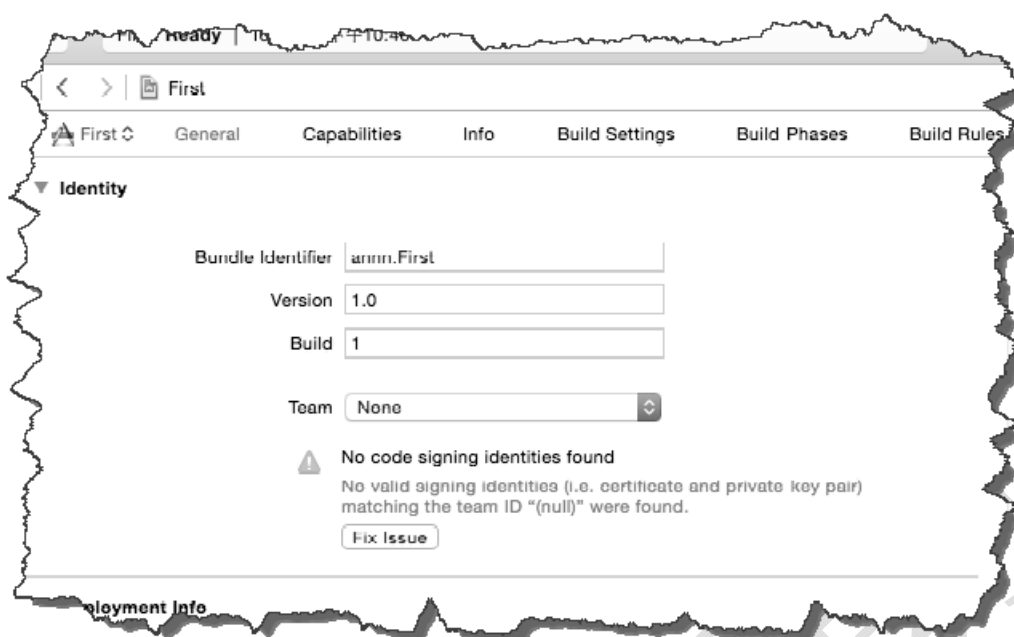 Ready
First
First General Capabilities Info Build Settings Build Phases Build Rules
Identity
Bundle Identifier
First
Version 1.0
Build 1
Team None
No code signing identities found
No valid signing identities (i.e. certificate and private key pair)
matching the team ID “(null)” were found.
Fix Issue
Info